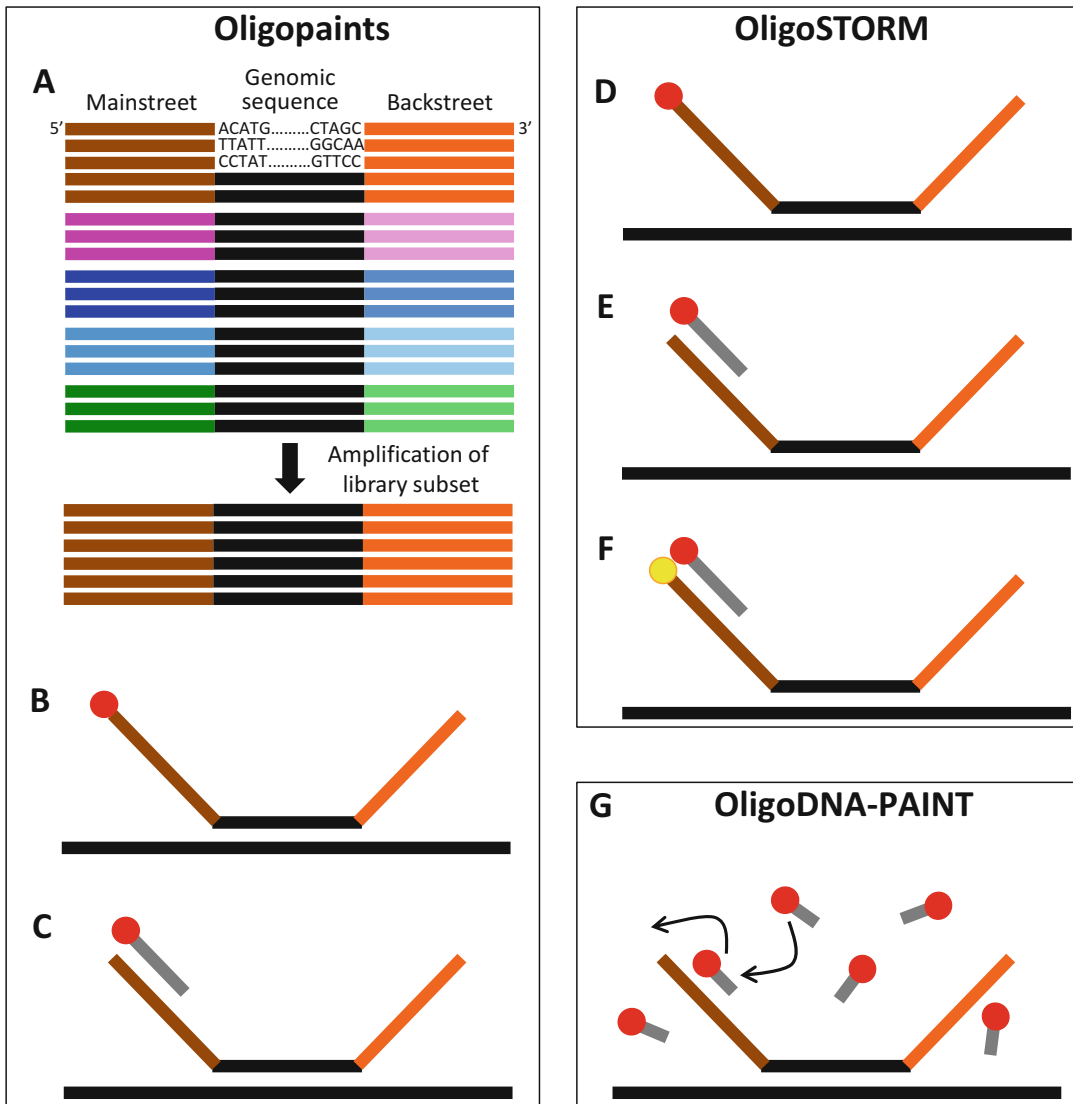 Oligopaints
A
Genomic
sequence
Mainstreet
Backstreet
5’
ACATG.........CTAGC
3’
TTATT.........GGCAA
CCTAT.........GTTCC
Amplification of
library subset
B
C
OligoSTORM
D
E
F
G
OligoDNA-PAINT